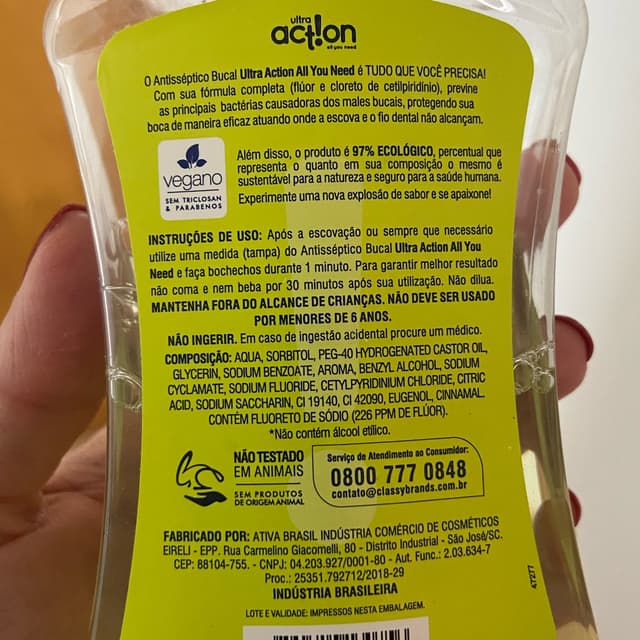 ultra
act!on
all you need
O Antisséptico Bucal Ultra Action All You Need é TUDO QUE VOCÊ PRECISA!
Com sua fórmula completa (flúor e cloreto de cetilpiridínio), previne
as principais bactérias causadoras dos males bucais, protegendo sua
boca de maneira eficaz atuando onde a escova e o fio dental não alcançam.
vegano
SEM TRICLOSAN
& PARABENOS
Além disso, o produto é 97% ECOLÓGICO, percentual que
representa o quanto em sua composição o mesmo é
sustentável para a natureza e seguro para a saúde humana.
Experimente uma nova explosão de sabor e se apaixone!
INSTRUÇÕES DE USO: Após a escovação ou sempre que necessário
utilize uma medida (tampa) do Antisséptico Bucal Ultra Action All You
Need e faça bochechos durante 1 minuto. Para garantir melhor resultado
não coma e nem beba por 30 minutos após sua utilização. Não dilua.
MANTENHA FORA DO ALCANCE DE CRIANÇAS. NÃO DEVE SER USADO
POR MENORES DE 6 ANOS.
NÃO INGERIR. Em caso de ingestão acidental procure um médico.
COMPOSIÇÃO: AQUA, SORBITOL, PEG-40 HYDROGENATED CASTOR OIL,
GLYCERIN, SODIUM BENZOATE, AROMA, BENZYL ALCOHOL, SODIUM
CYCLAMATE, SODIUM FLUORIDE, CETYLPYRIDINIUM CHLORIDE, CITRIC
ACID, SODIUM SACCHARIN, CI 19140, CI 42090, EUGENOL, CINNAMAL.
CONTÉM FLUORETO DE SÓDIO (226 PPM DE FLÚOR).
*Não contém álcool etílico.
NÃO TESTADO
EM ANIMAIS
SEM PRODUTOS
DE ORIGEM ANIMAL
Serviço de Atendimento ao Consumidor:
0800 777 0848
contato@classybrands.com.br
FABRICADO POR: ATIVA BRASIL INDÚSTRIA COMÉRCIO DE COSMÉTICOS
EIRELI - EPP. Rua Carmelino Giacomelli, 80 - Distrito Industrial - São José/SC.
CEP: 88104-755. - CNPJ: 04.203.927/0001-80 - Aut. Func.: 2.03.634-7
Proc.: 25351.792712/2018-29
INDÚSTRIA BRASILEIRA
LOTE E VALIDADE: IMPRESSOS NESTA EMBALAGEM.
47277